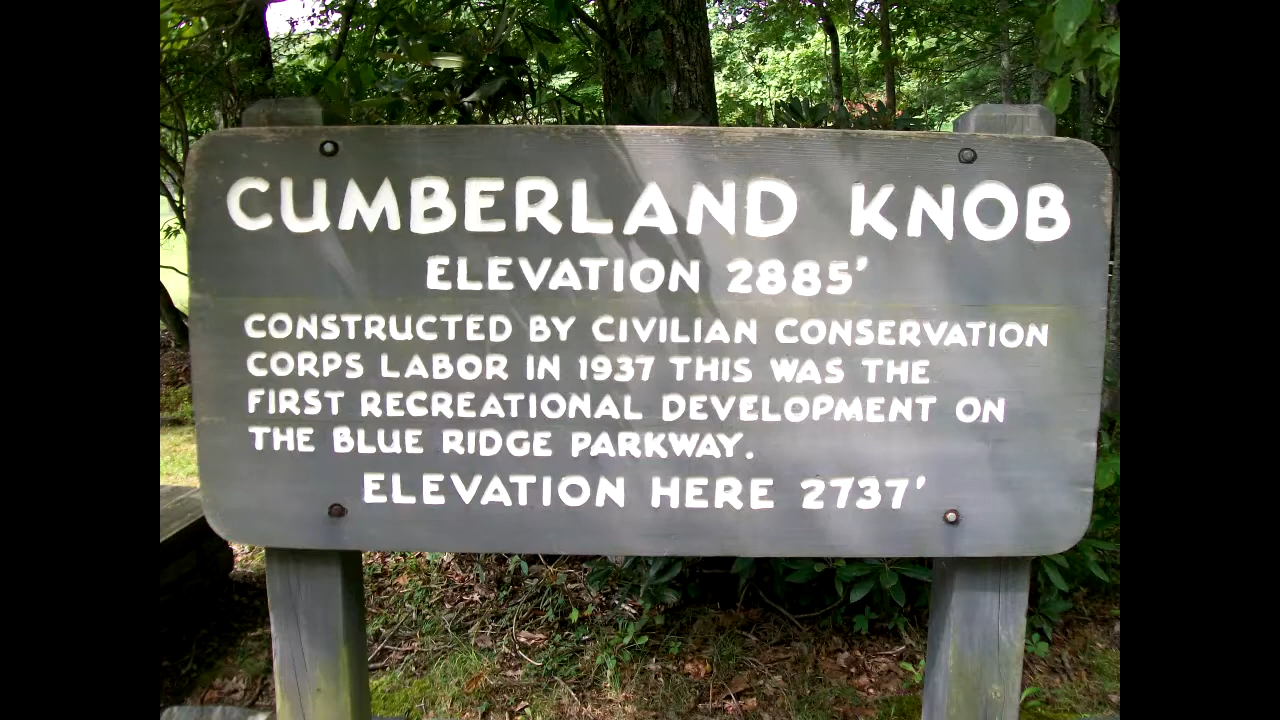 CUMBERLAND KNOB
ELEVATION 2885'
CONSTRUCTED BY CIVILIAN CONSERVATION
CORPS LABOR IN 1937 THIS WAS THE
FIRST RECREATIONAL DEVELOPMENT ON
THE BLUE RIDGE PARKWAY.
ELEVATION HERE 2737'